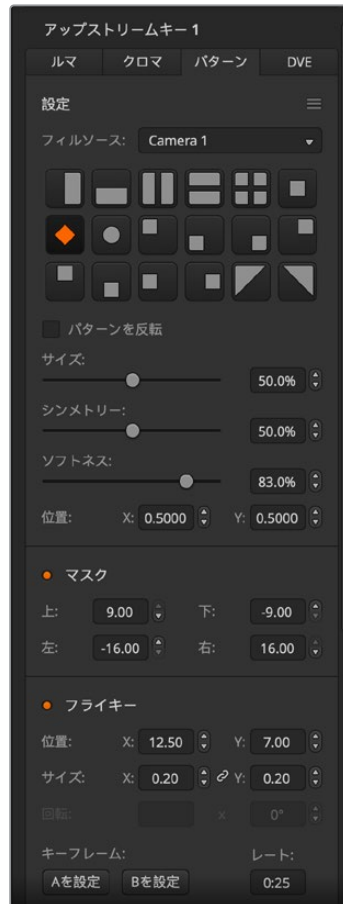 アップストリームキー 1
ルマ クロマ パターン DVE
設定
フィルソース: Camera 1
パターンを反転
サイズ:
50.0%
シンメトリー:
50.0%
ソフトネス:
83.0%
位置: X: 0.5000 Y: 0.5000
マスク
上: 9.00 下: -9.00
左: -16.00 右: 16.00
フライキー
位置: X: 12.50 Y: 7.00
サイズ: X: 0.20 Y: 0.20
回転: x 0°
キーフレーム: レート:
Aを設定 Bを設定 0:25